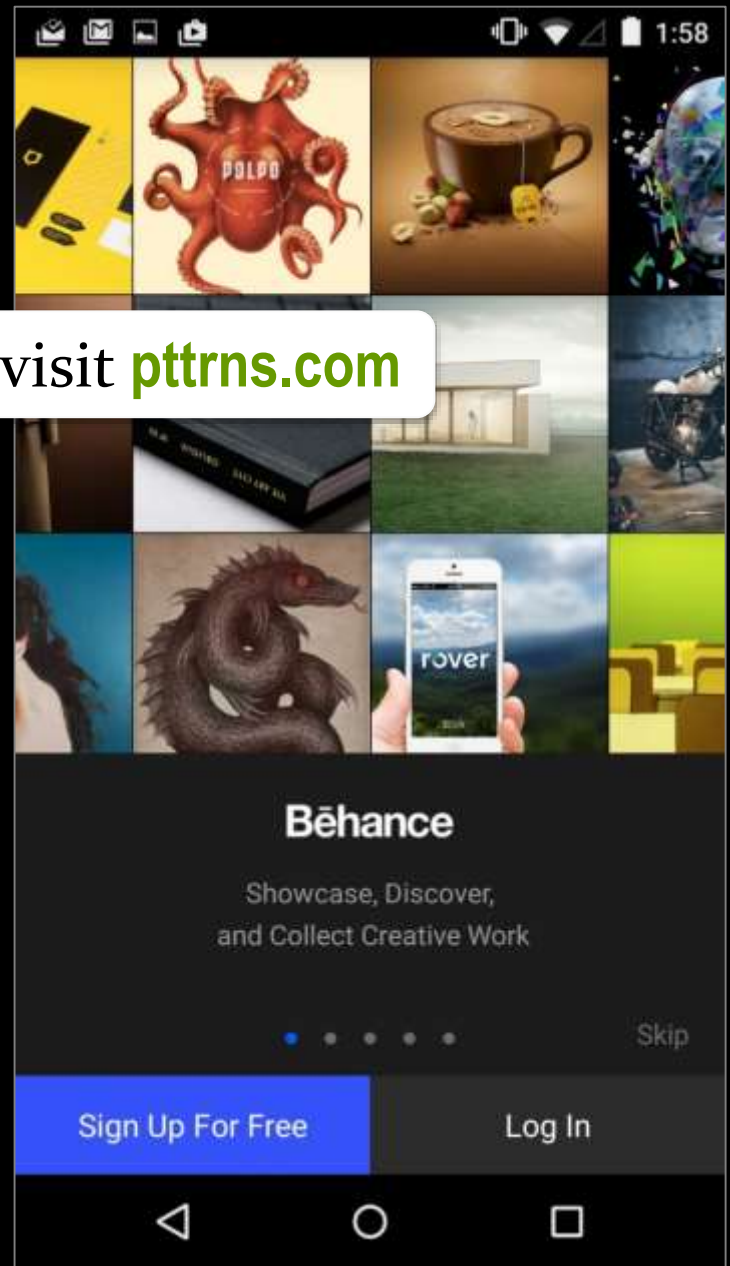 1:58
POLPO
visit pttrns.com
rover
Bēhance
Showcase, Discover,
and Collect Creative Work
Skip
Sign Up For Free
Log In